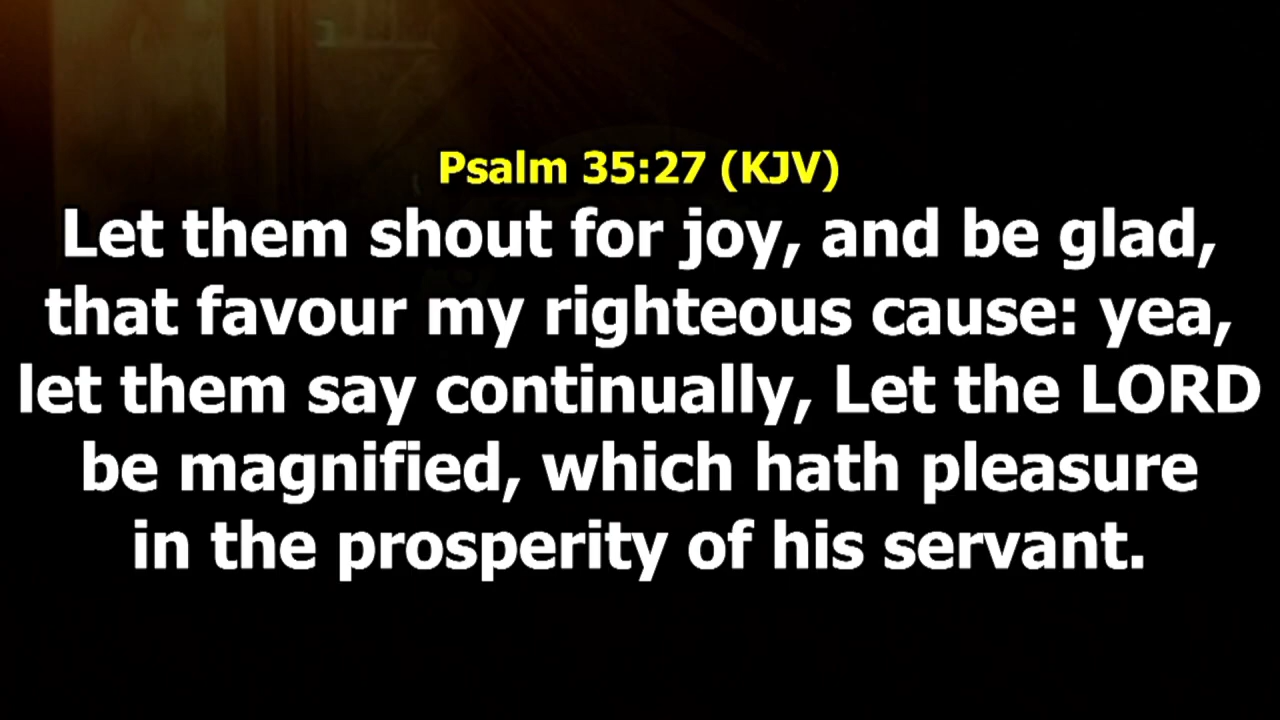 Psalm 35:27 (KJV)
Let them shout for joy, and be glad,
that favour my righteous cause: yea,
let them say continually, Let the LORD
be magnified, which hath pleasure
in the prosperity of his servant.